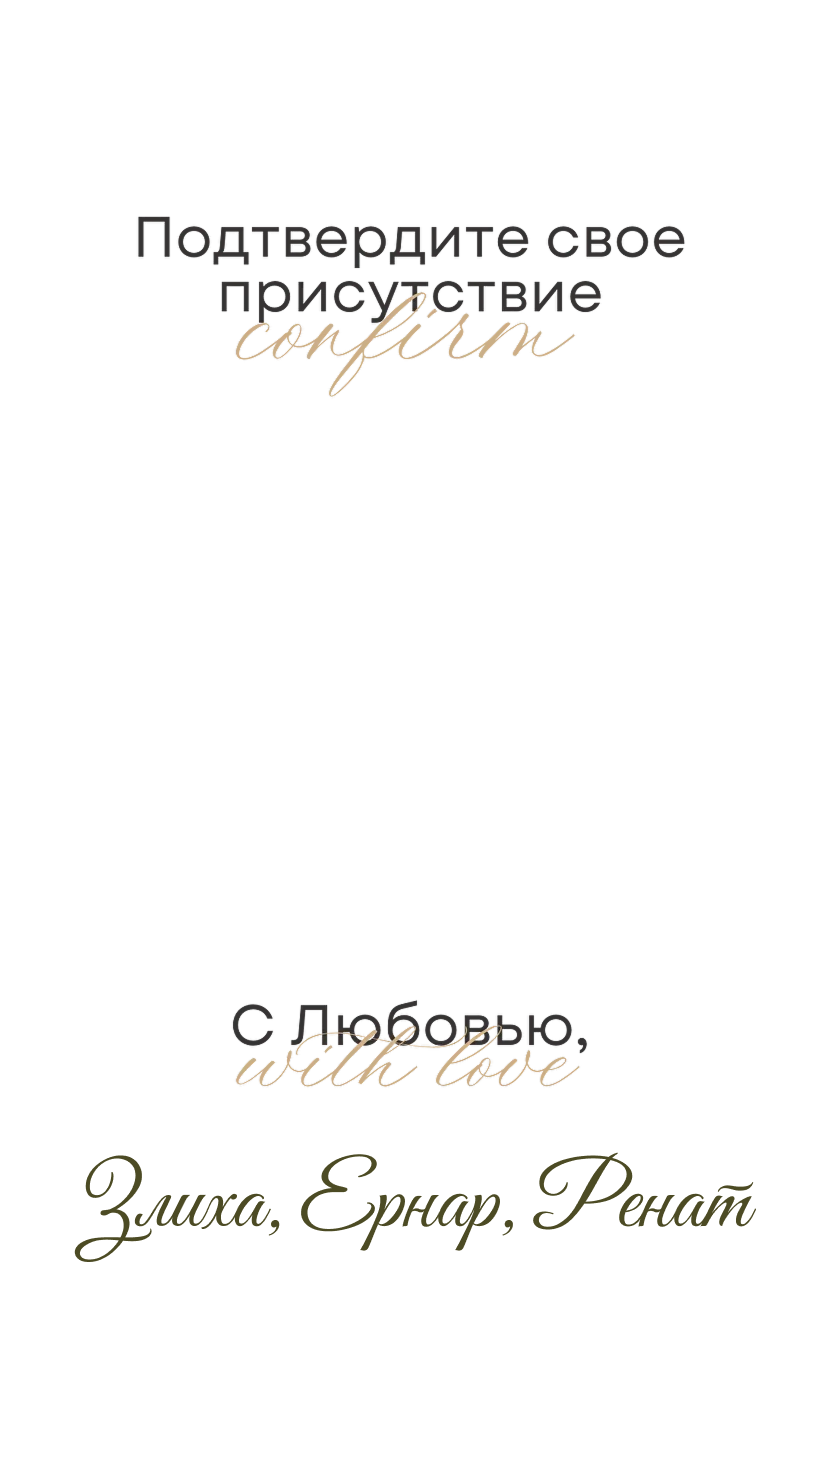 Подтвердите свое
присутствие
confirm
С Любовью,
with love
Злиха, Ернар, Ренат